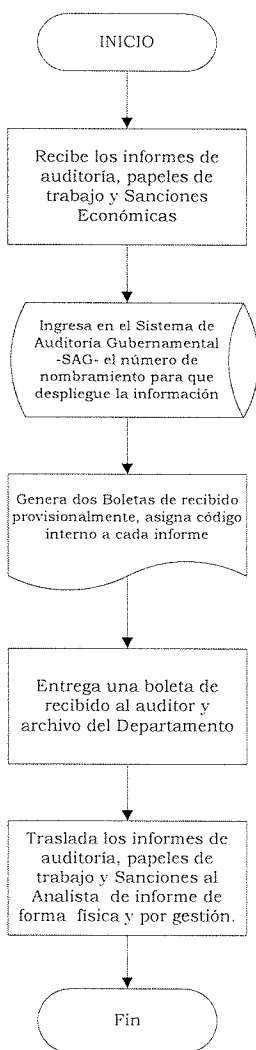 INICIO
Recibe los informes de
auditoría, papeles de
trabajo y Sanciones
Económicas
Ingresa en el Sistema de
Auditoría Gubernamental
-SAG- el número de
nombramiento para que
despliegue la información
Genera dos Boletas de recibido
provisionalmente, asigna código
interno a cada informe
Entrega una boleta de
recibido al auditor y
archivo del Departamento
Traslada los informes de
auditoría, papeles de
trabajo y Sanciones al
Analista de informe de
forma física y por gestión.
Fin